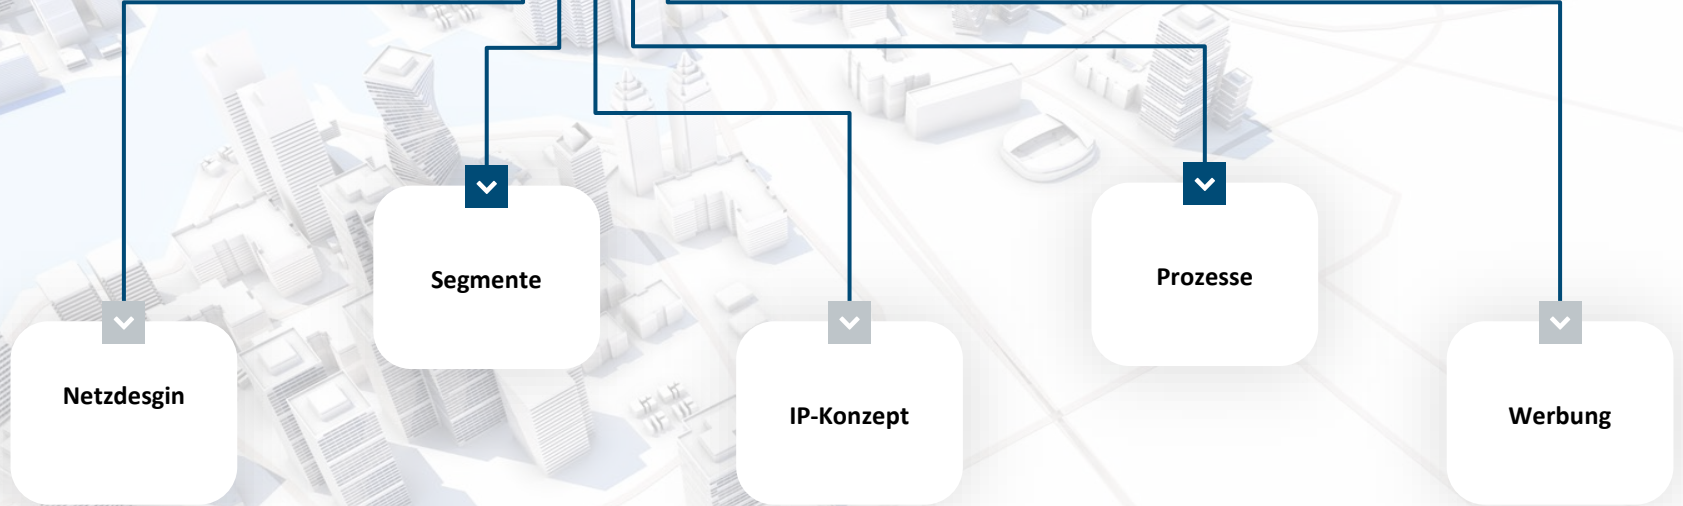 Netzdesgin
Segmente
IP-Konzept
Prozesse
Werbung